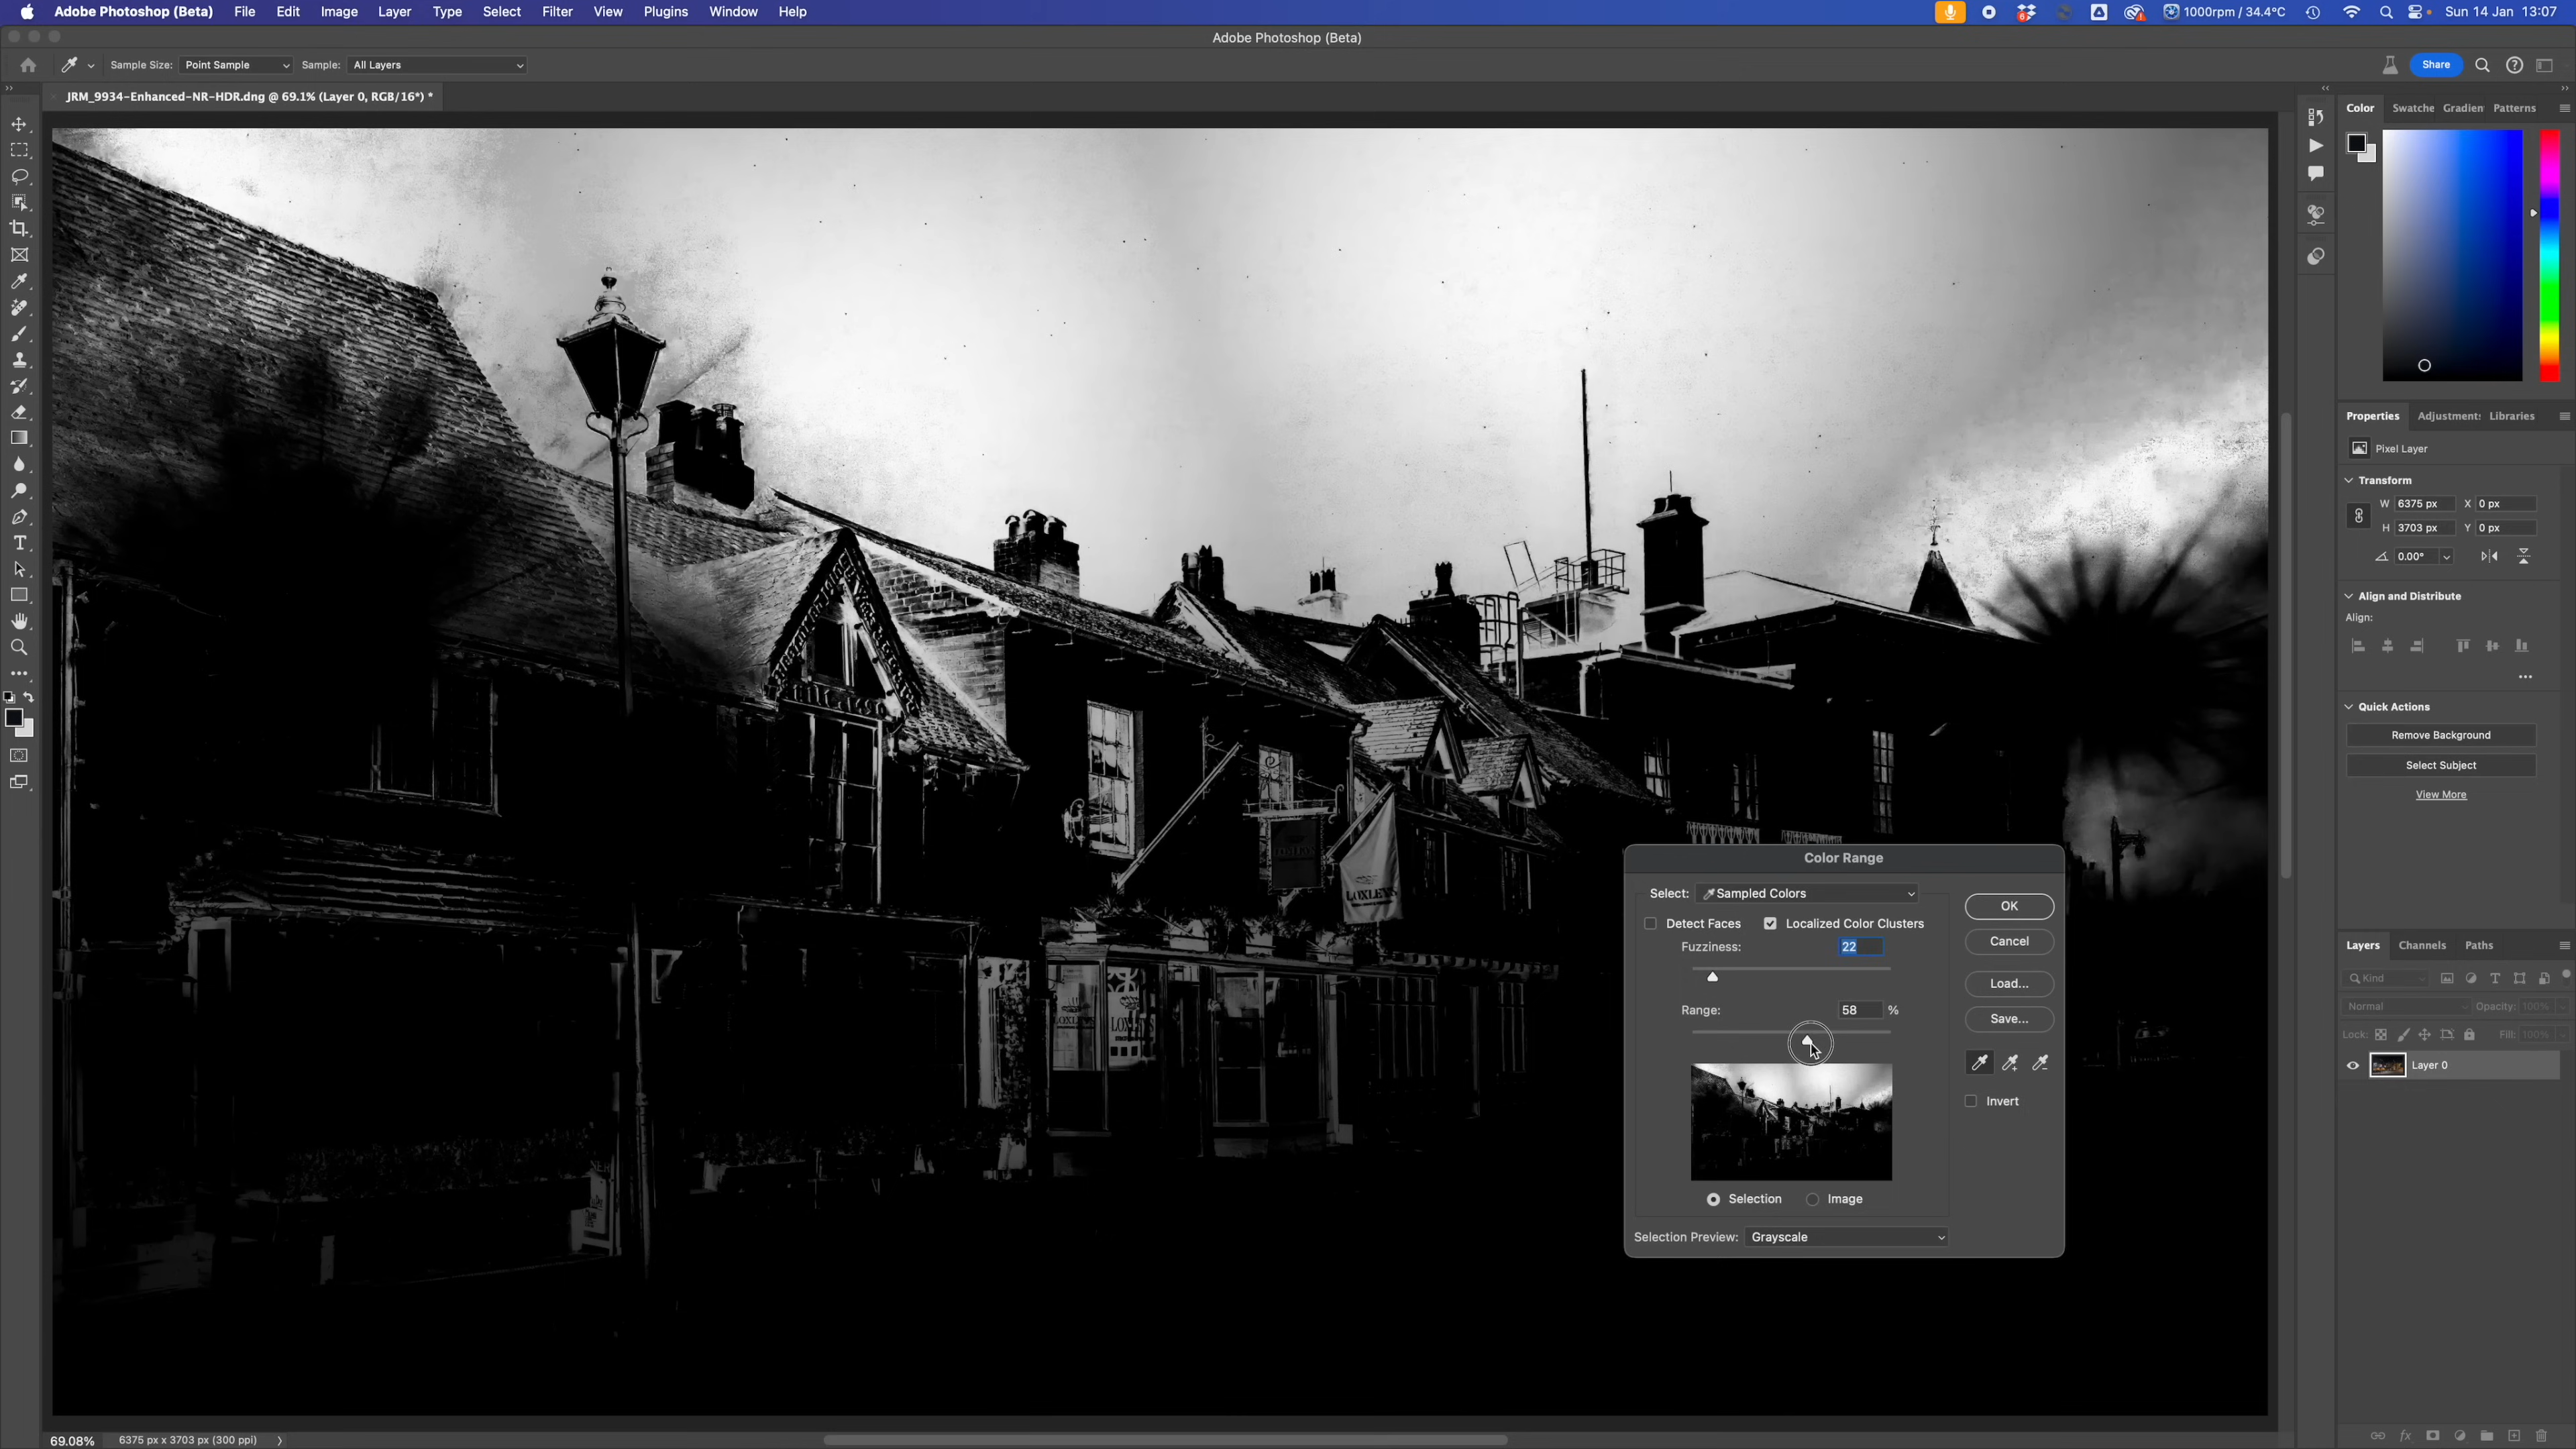 Adobe Photoshop (Beta) File Edit Image Layer Type Select Filter View Plugins Window Help 1000rpm / 34.4°C Sun 14 Jan 13:07
Adobe Photoshop (Beta)
Sample Size: Point Sample Sample: All Layers Share
JRM_9934-Enhanced-NR-HDR.dng @ 69.1% (Layer 0, RGB/16*) *
Color Swatche Gradien Patterns
Properties Adjustment: Libraries
Pixel Layer
Transform
W 6375 px X 0 px
H 3703 px Y 0 px
0.00°
Align and Distribute
Align:
Quick Actions
Remove Background
Select Subject
View More
LOXLEYS
LOXLEYS
Color Range
Select: Sampled Colors
OK
Detect Faces Localized Color Clusters
Fuzziness: 22
Cancel
Load...
Range: 58 %
Save...
Invert
Selection Image
Selection Preview: Grayscale
Layers Channels Paths
Kind
Normal Opacity: 100%
Lock: Fill: 100%
Layer 0
69.08% 6375 px x 3703 px (300 ppi)
fx